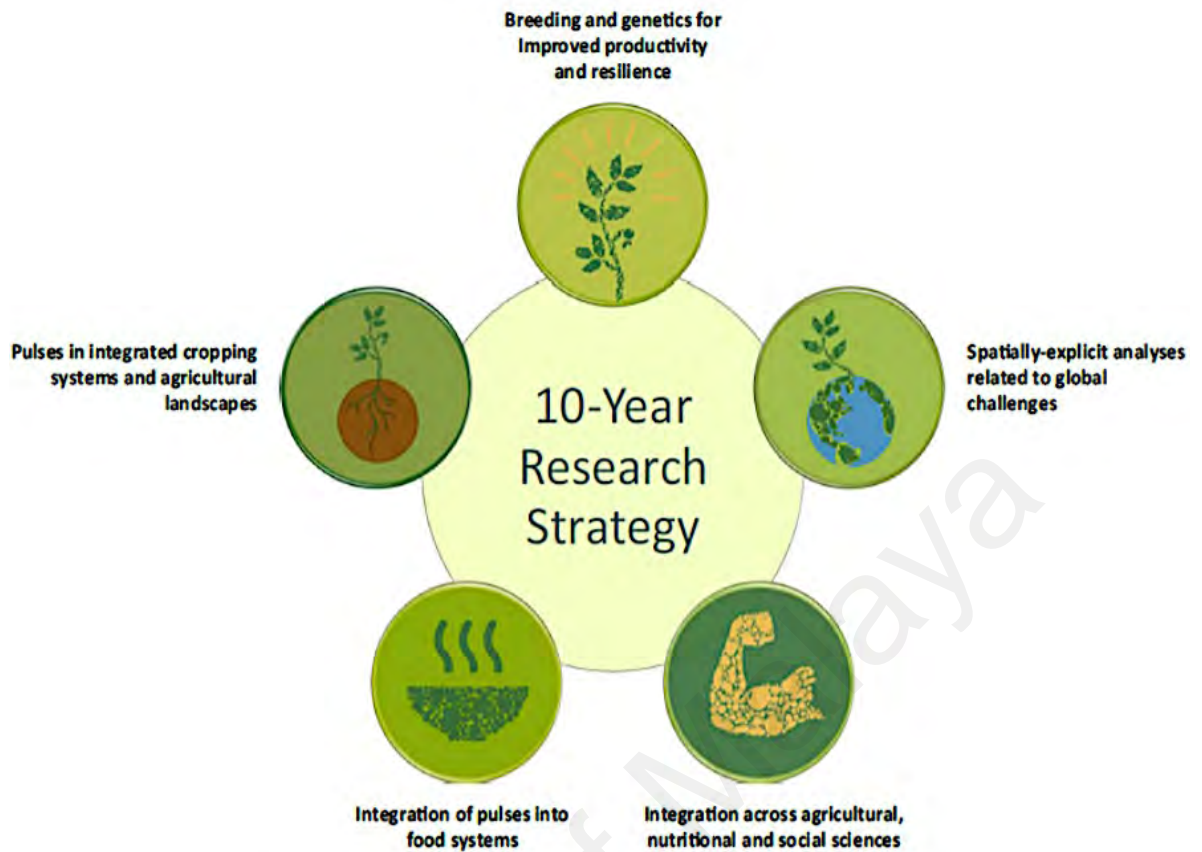 Breeding and genetics for
Improved productivity
and resilience
Pulses in integrated cropping
systems and agricultural
landscapes
Spatially-explicit analyses
related to global
challenges
10-Year
Research
Strategy
Integration of pulses into
food systems
Integration across agricultural,
nutritional and social sciences
of Malaya